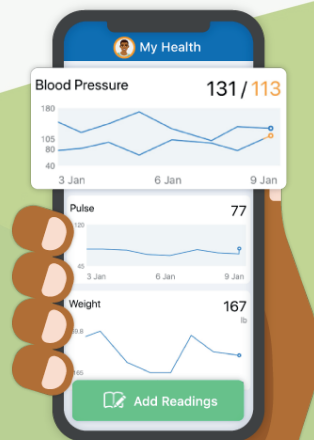 My Health
Blood Pressure
131 / 113
180
105
80
40
3 Jan 6 Jan 9 Jan
Pulse
77
120
45
3 Jan 6 Jan 9 Jan
Weight
167
lb
Add Readings